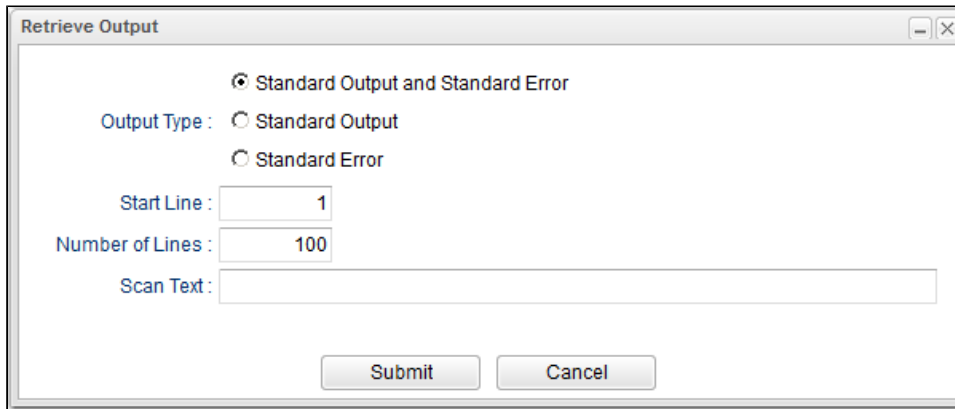 Retrieve Output
Standard Output and Standard Error
Output Type : Standard Output
Standard Error
Start Line : 1
Number of Lines : 100
Scan Text :
Submit Cancel